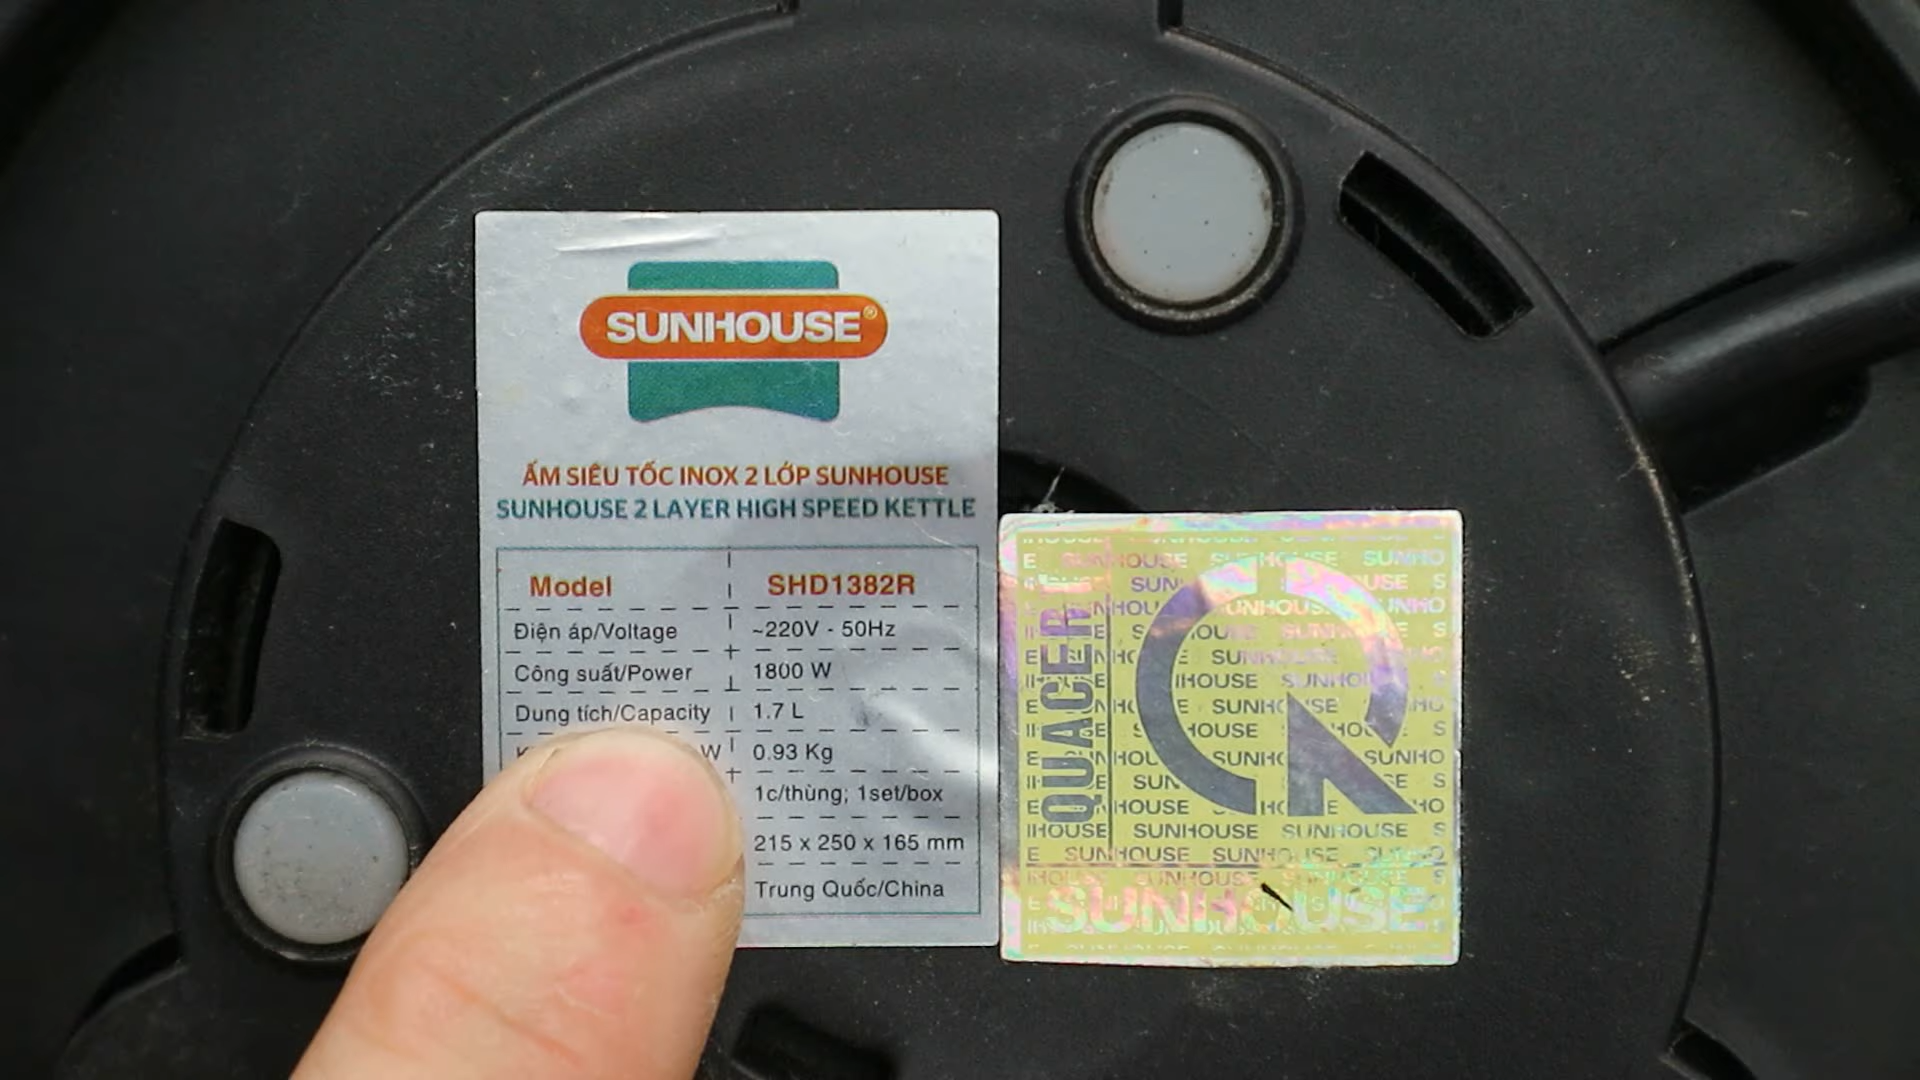 SUNHOUSE®
ẤM SIÊU TỐC INOX 2 LỚP SUNHOUSE
SUNHOUSE 2 LAYER HIGH SPEED KETTLE
Model SHD1382R
Điện áp/Voltage ~220V - 50Hz
Công suất/Power 1800 W
Dung tích/Capacity 1.7 L
0.93 Kg
1c/thùng; 1set/box
215 x 250 x 165 mm
Trung Quốc/China
QUACERT
SUNHOUSE